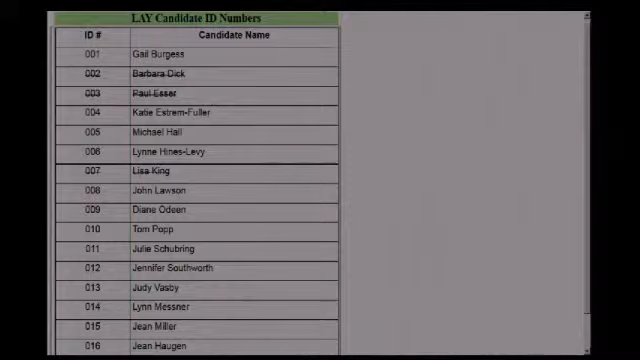 LAY Candidate ID Numbers
ID # Candidate Name
001 Gail Burgess
002 Barbara Dick
003 Paul Esser
004 Katie Estrem-Fuller
005 Michael Hall
006 Lynne Hines-Levy
007 Lisa King
008 John Lawson
009 Diane Odeen
010 Tom Popp
011 Julie Schubring
012 Jennifer Southworth
013 Judy Vasby
014 Lynn Messner
015 Jean Miller
016 Jean Haugen